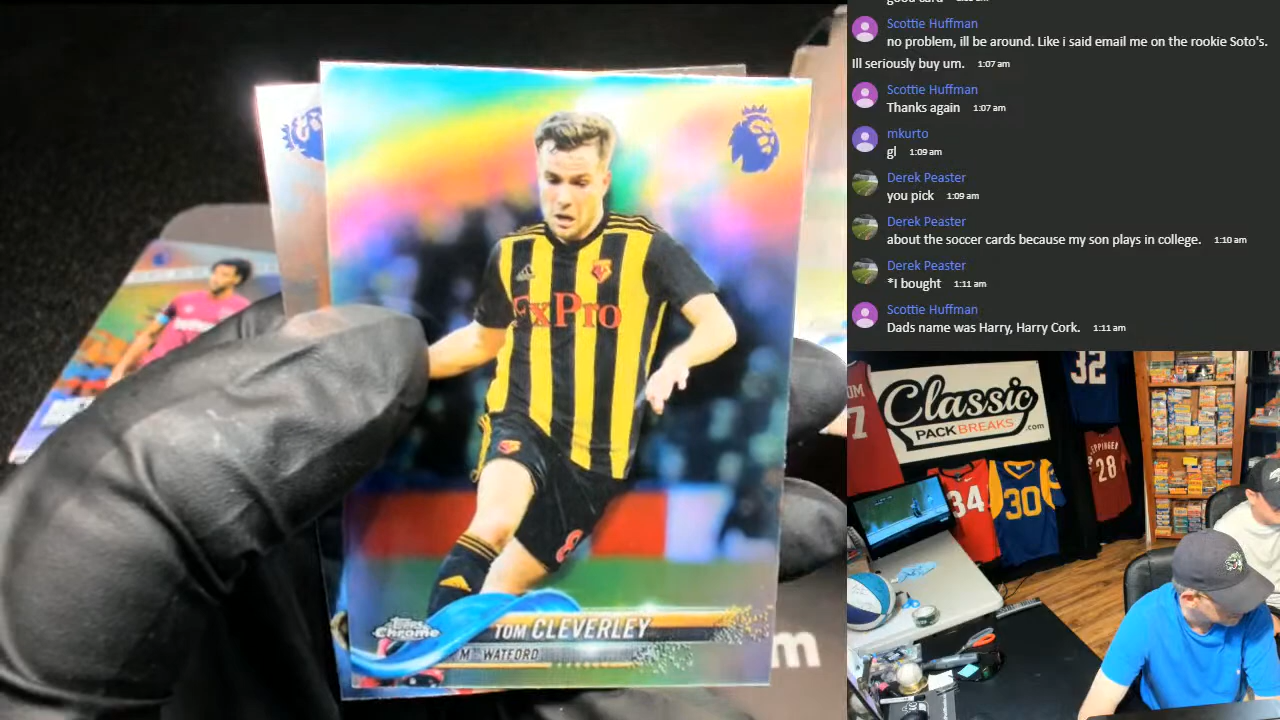 FxPro
8
Topps
Chrome
TOM CLEVERLEY
M WATFORD
m
good card
Scottie Huffman
no problem, ill be around. Like i said email me on the rookie Soto's.
Ill seriously buy um. 1:07 am
Scottie Huffman
Thanks again 1:07 am
mkurto
gl 1:09 am
Derek Peaster
you pick 1:09 am
Derek Peaster
about the soccer cards because my son plays in college. 1:10 am
Derek Peaster
*I bought 1:11 am
Scottie Huffman
Dads name was Harry, Harry Cork. 1:11 am
Classic
PACK BREAKS.com
32
7
34
30
28